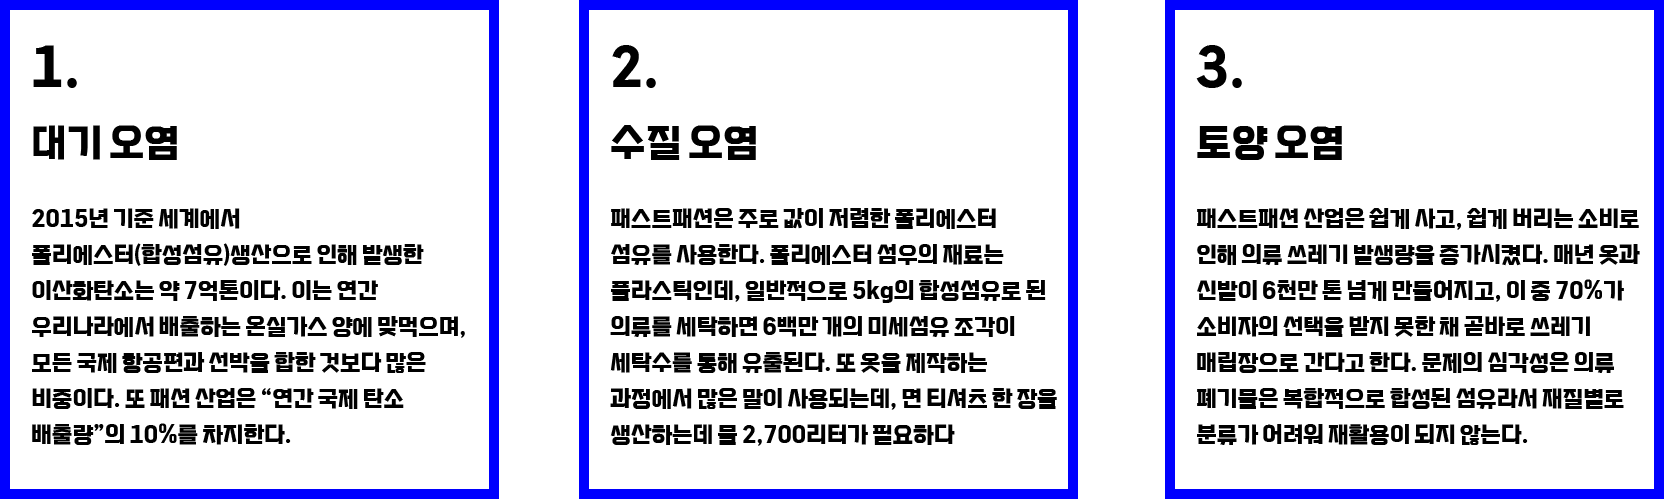 1.
대기 오염
2015년 기준 세계에서
폴리에스터(합성섬유)생산으로 인해 발생한
이산화탄소는 약 7억톤이다. 이는 연간
우리나라에서 배출하는 온실가스 양에 맞먹으며,
모든 국제 항공편과 선박을 합한 것보다 많은
비중이다. 또 패션 산업은 “연간 국제 탄소
배출량”의 10%를 차지한다.
2.
수질 오염
패스트패션은 주로 값이 저렴한 폴리에스터
섬유를 사용한다. 폴리에스터 섬우의 재료는
플라스틱인데, 일반적으로 5kg의 합성섬유로 된
의류를 세탁하면 6백만 개의 미세섬유 조각이
세탁수를 통해 유출된다. 또 옷을 제작하는
과정에서 많은 말이 사용되는데, 면 티셔츠 한 장을
생산하는데 물 2,700리터가 필요하다
3.
토양 오염
패스트패션 산업은 쉽게 사고, 쉽게 버리는 소비로
인해 의류 쓰레기 발생량을 증가시켰다. 매년 옷과
신발이 6천만 톤 넘게 만들어지고, 이 중 70%가
소비자의 선택을 받지 못한 채 곧바로 쓰레기
매립장으로 간다고 한다. 문제의 심각성은 의류
폐기물은 복합적으로 합성된 섬유라서 재질별로
분류가 어려워 재활용이 되지 않는다.